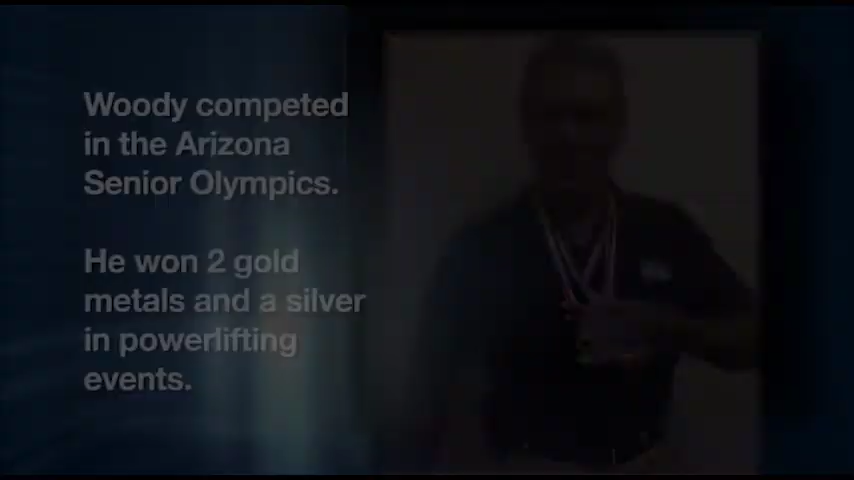 Woody competed
in the Arizona
Senior Olympics.
He won 2 gold
metals and a silver
in powerlifting
events.